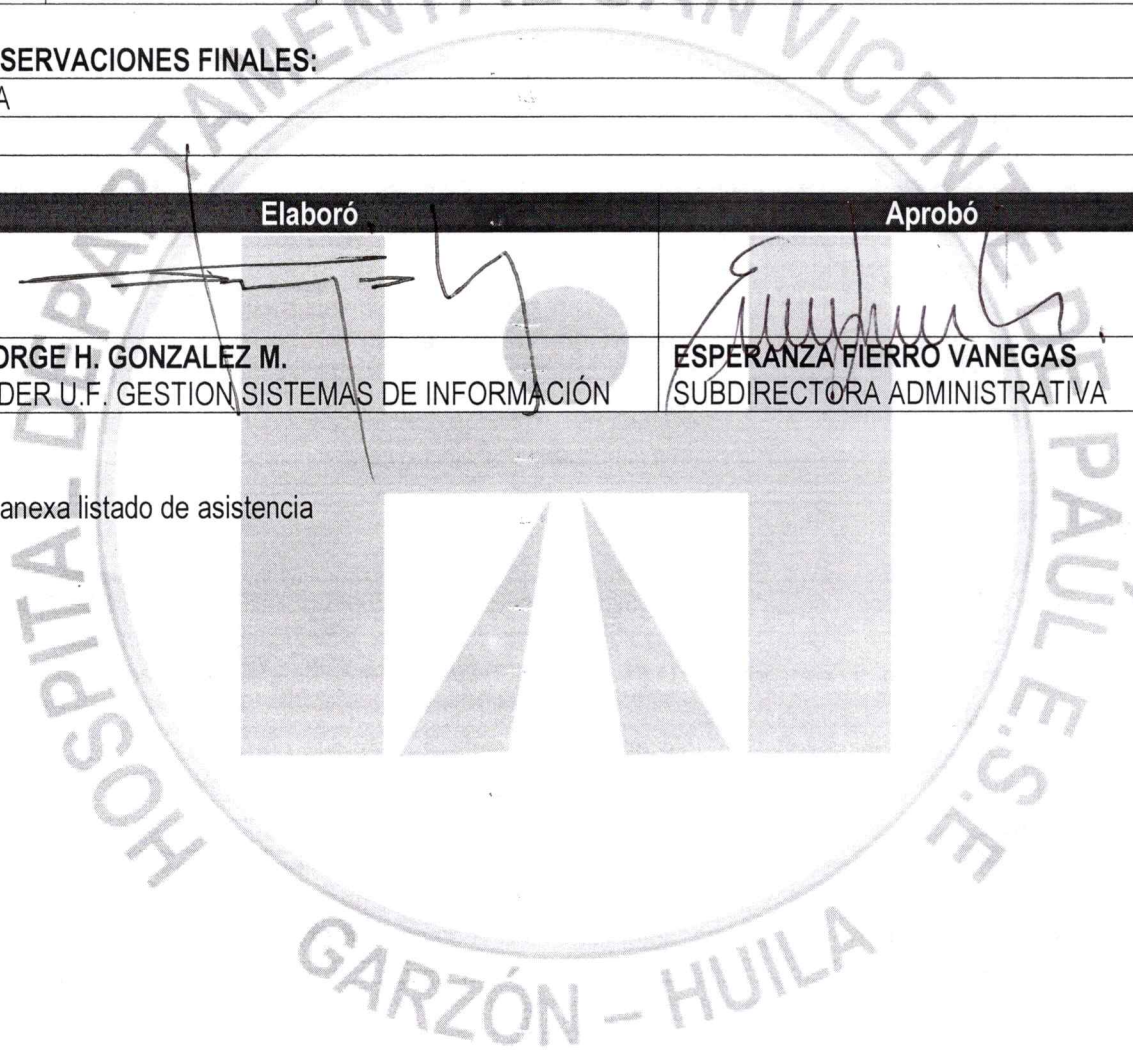 SERVACIONES FINALES:
A
Elaboró
Aprobó
ORGE H. GONZALEZ M.
DER U.F. GESTION SISTEMAS DE INFORMACIÓN
ESPERANZA FIERRO VANEGAS
SUBDIRECTORA ADMINISTRATIVA
anexa listado de asistencia
HOSPITAL DEPARTAMENTAL SAN VICENTE DE PAÚL E.S.E
GARZÓN – HUILA